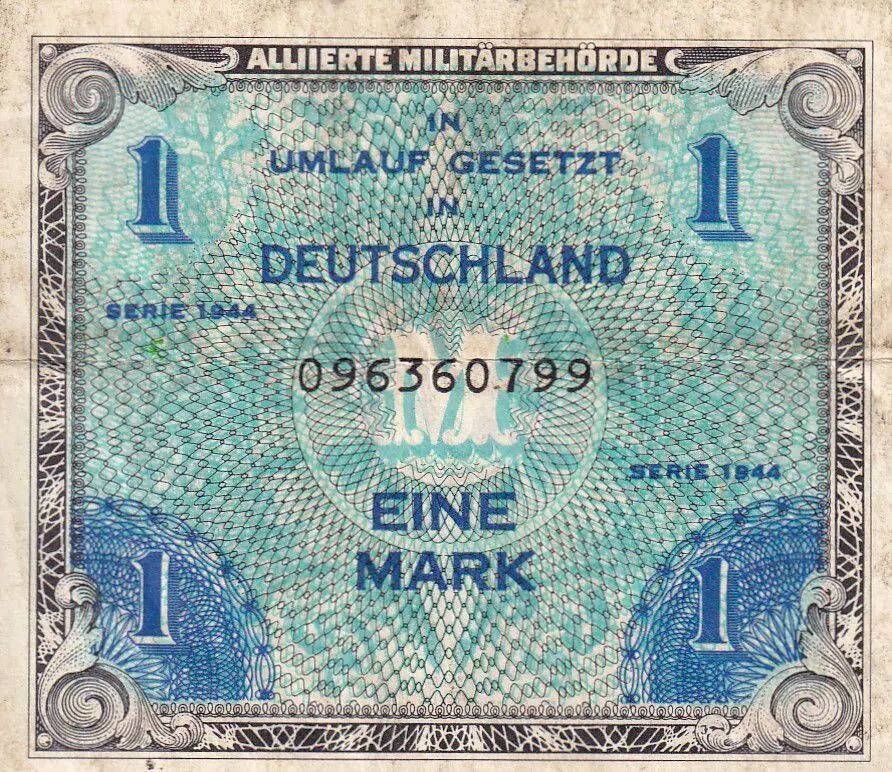 ALLIIERTE MILITÄRBEHÖRDE
1 1
IN
UMLAUF GESETZT
IN
DEUTSCHLAND
SERIE 1944
M
096360799
SERIE 1944
EINE
MARK
1 1